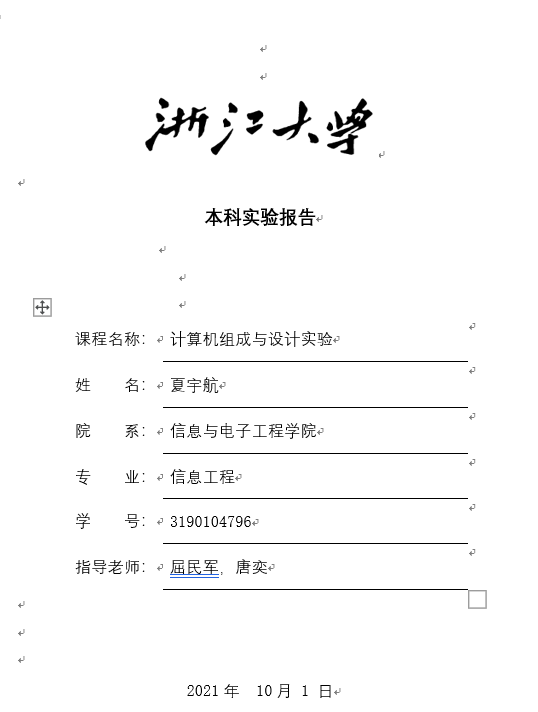 浙江大学
本科实验报告
课程名称: 计算机组成与设计实验
姓 名: 夏宇航
院 系: 信息与电子工程学院
专 业: 信息工程
学 号: 3190104796
指导老师: 屈民军, 唐奕
2021 年 10 月 1 日